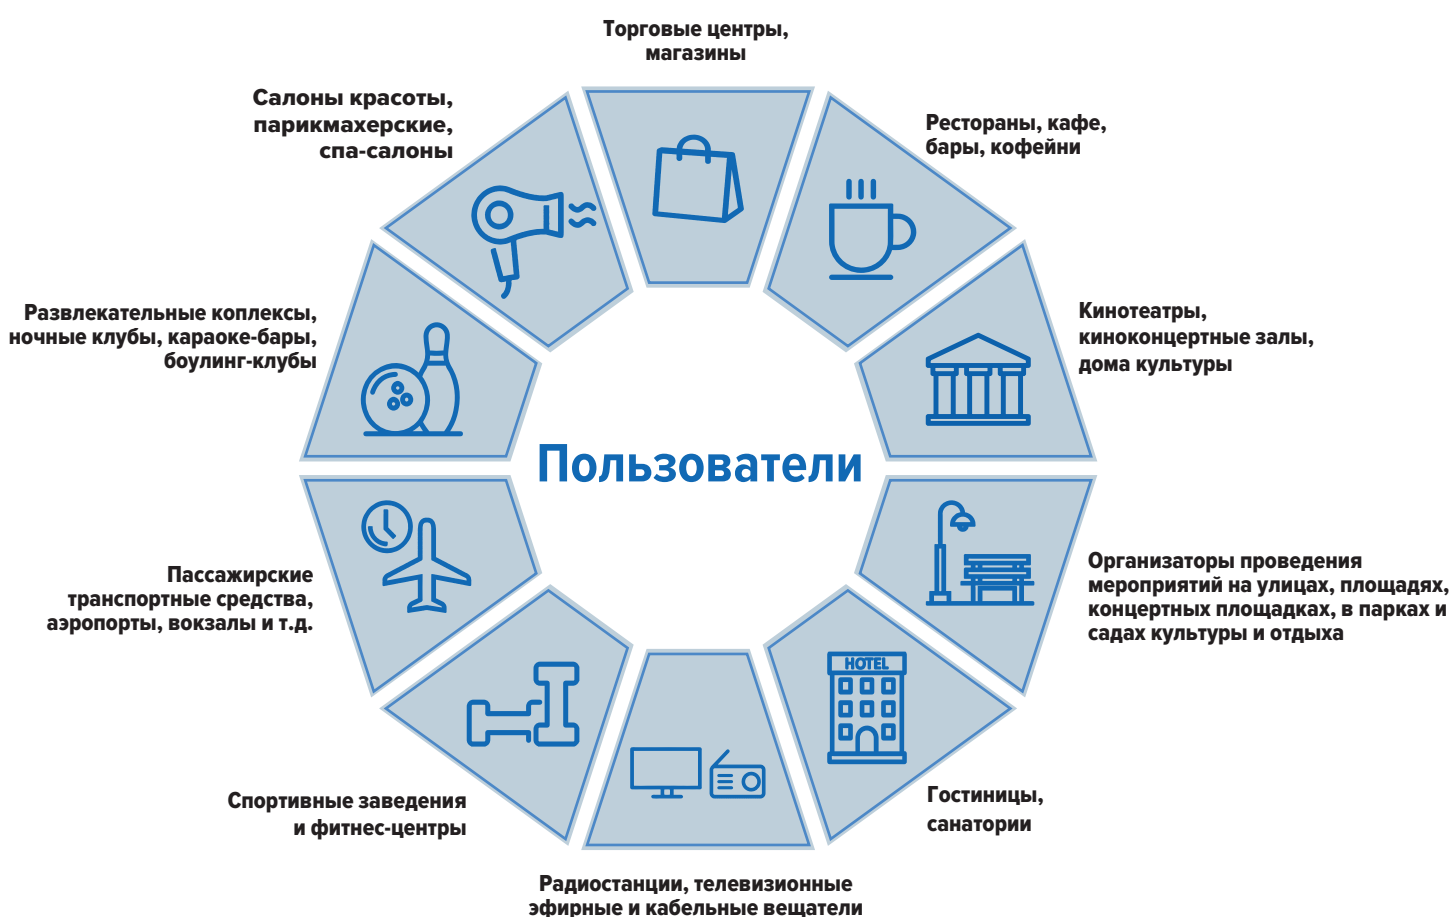 Торговые центры,
магазины
Салоны красоты,
парикмахерские,
спа-салоны
Рестораны, кафе,
бары, кофейни
Развлекательные коплексы,
ночные клубы, караоке-бары,
боулинг-клубы
Кинотеатры,
киноконцертные залы,
дома культуры
Пользователи
Пассажирские
транспортные средства,
аэропорты, вокзалы и т.д.
Организаторы проведения
мероприятий на улицах, площадях,
концертных площадках, в парках и
садах культуры и отдыха
HOTEL
Спортивные заведения
и фитнес-центры
Гостиницы,
санатории
Радиостанции, телевизионные
эфирные и кабельные вещатели